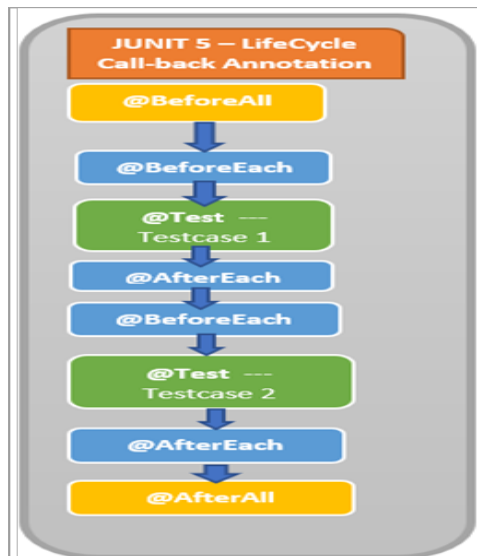 JUNIT 5 – LifeCycle
Call-back Annotation
@BeforeAll
@BeforeEach
@Test ---
Testcase 1
@AfterEach
@BeforeEach
@Test ---
Testcase 2
@AfterEach
@AfterAll